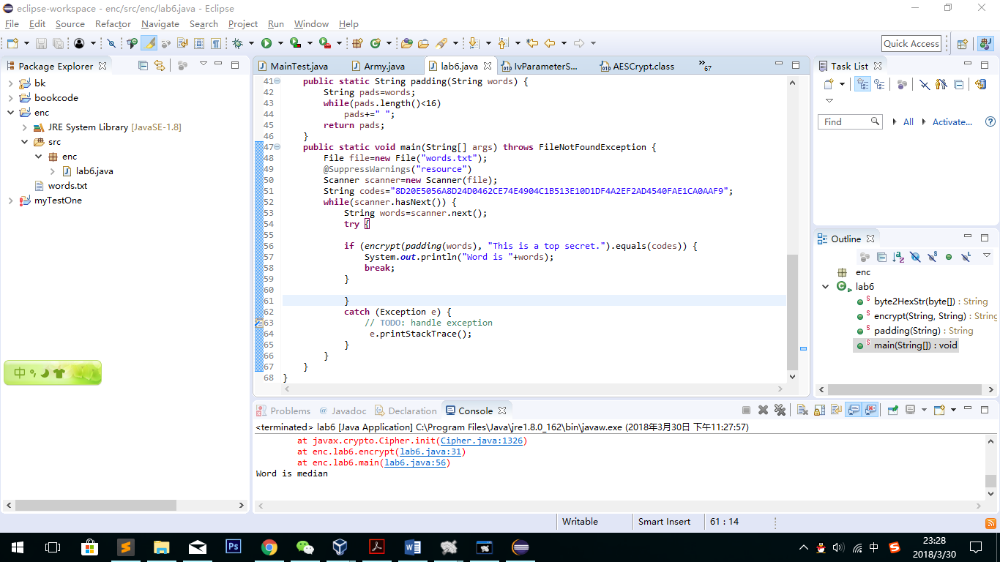 eclipse-workspace - enc/src/enc/lab6.java - Eclipse
File Edit Source Refactor Navigate Search Project Run Window Help
Quick Access
Package Explorer
bk
bookcode
enc
JRE System Library [JavaSE-1.8]
src
enc
lab6.java
words.txt
myTestOne
中
MainTest.java Army.java lab6.java IvParameterS... AESCrypt.class »67
41 public static String padding(String words) {
42 String pads=words;
43 while(pads.length()<16)
44 pads+=" ";
45 return pads;
46 }
47 public static void main(String[] args) throws FileNotFoundException {
48 File file=new File("words.txt");
49 @SuppressWarnings("resource")
50 Scanner scanner=new Scanner(file);
51 String codes="8D20E5056A8D24D0462CE74E4904C1B513E10D1DF4A2EF2AD4540FAE1CA0AAF9";
52 while(scanner.hasNext()) {
53 String words=scanner.next();
54 try {
55
56 if (encrypt(padding(words), "This is a top secret.").equals(codes)) {
57 System.out.println("Word is "+words);
58 break;
59 }
60
61 }
62 catch (Exception e) {
63 // TODO: handle exception
64 e.printStackTrace();
65 }
66 }
67 }
68 }
Task List
Find All Activate...
Outline
enc
lab6
byte2HexStr(byte[]) : String
encrypt(String, String) : String
padding(String) : String
main(String[]) : void
Problems @ Javadoc Declaration Console
<terminated> lab6 [Java Application] C:\Program Files\Java\jre1.8.0_162\bin\javaw.exe (2018年3月30日 下午11:27:57)
at javax.crypto.Cipher.init(Cipher.java:1326)
at enc.lab6.encrypt(lab6.java:31)
at enc.lab6.main(lab6.java:56)
Word is median
Writable Smart Insert 61 : 14
Ps W 中 S
23:28
2018/3/30